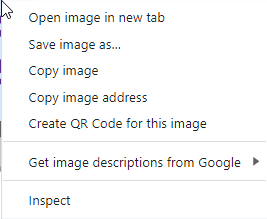 Open image in new tab
Save image as...
Copy image
Copy image address
Create QR Code for this image
Get image descriptions from Google
Inspect